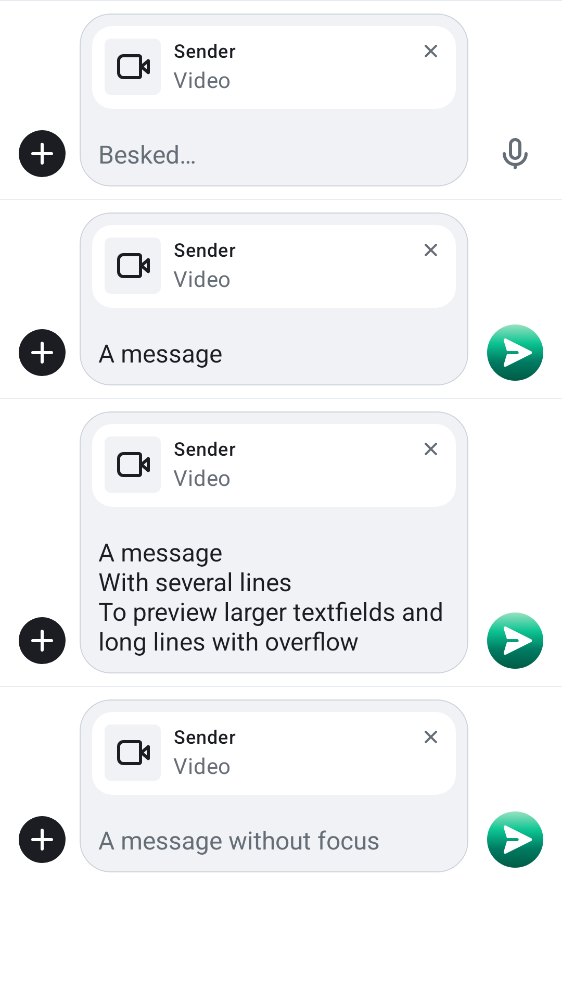 Sender
Video
Besked…
Sender
Video
A message
Sender
Video
A message
With several lines
To preview larger textfields and
long lines with overflow
Sender
Video
A message without focus